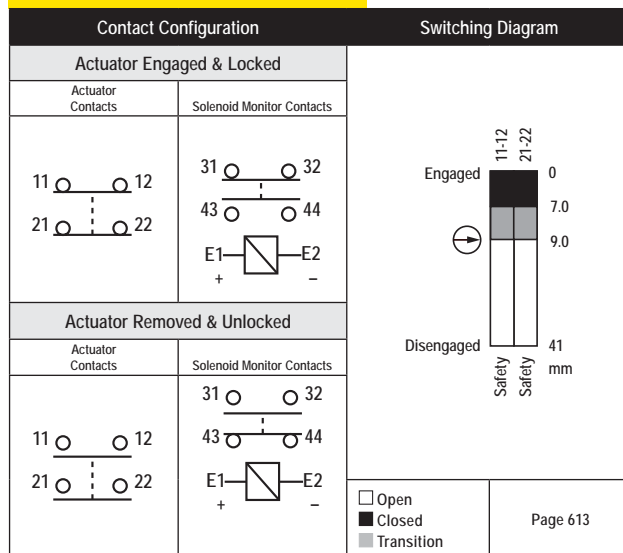 Contact Configuration
Switching Diagram
Actuator Engaged & Locked
Actuator
Contacts
Solenoid Monitor Contacts
11 12
21 22
31 32
43 44
E1 E2
+ –
Actuator Removed & Unlocked
Actuator
Contacts
Solenoid Monitor Contacts
11 12
21 22
31 32
43 44
E1 E2
+ –
11-12
21-22
Engaged 0
7.0
9.0
Disengaged 41
mm
Safety
Safety
Open
Closed
Transition
Page 613